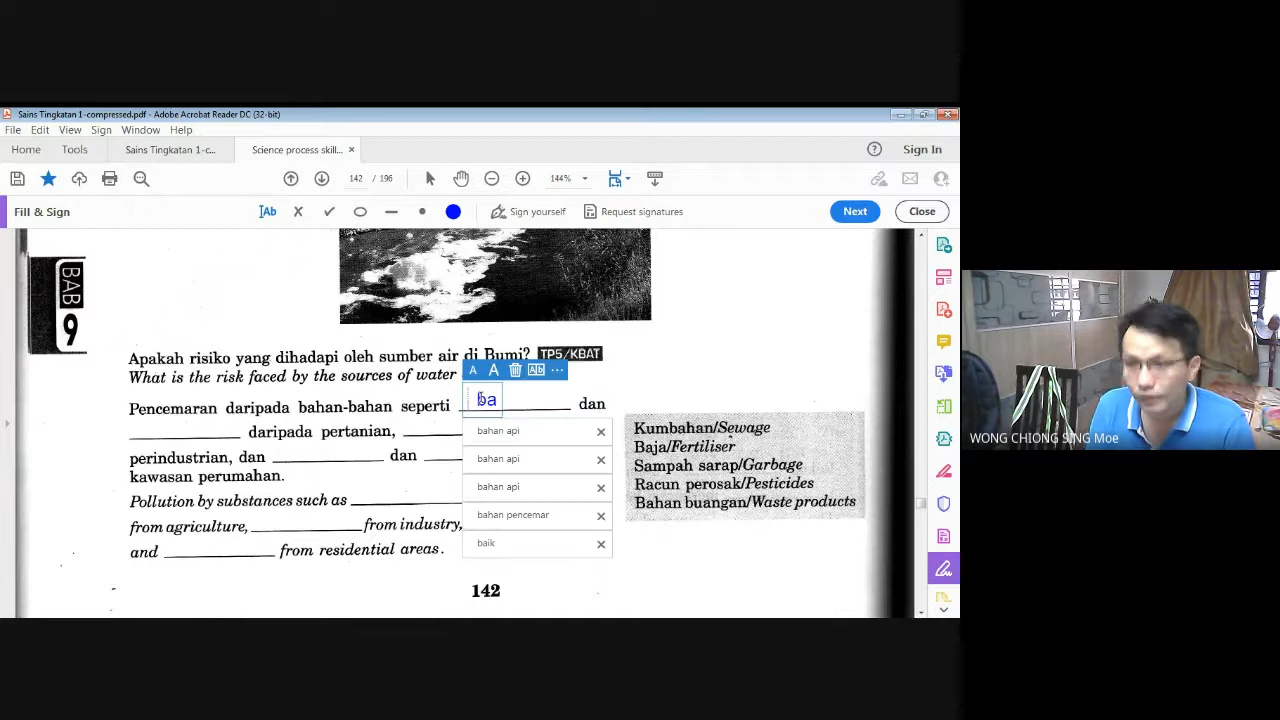 Sains Tingkatan 1-compressed.pdf - Adobe Acrobat Reader DC (32-bit)
File Edit View Sign Window Help
Home Tools Sains Tingkatan 1-c... Science process skill... × Sign In
142 / 196 144%
Fill & Sign Ab Sign yourself Request signatures Next Close
BAB 9
Apakah risiko yang dihadapi oleh sumber air di Bumi? TP5/KBAT
What is the risk faced by the sources of water
A A Ab ...
Pencemaran daripada bahan-bahan seperti ba dan
daripada pertanian,
perindustrian, dan dan
kawasan perumahan.
Pollution by substances such as
from agriculture, from industry,
and from residential areas.
bahan api
bahan api
bahan api
bahan pencemar
baik
Kumbahan/Sewage
Baja/Fertiliser
Sampah sarap/Garbage
Racun perosak/Pesticides
Bahan buangan/Waste products
142
WONG CHIONG SING Moe